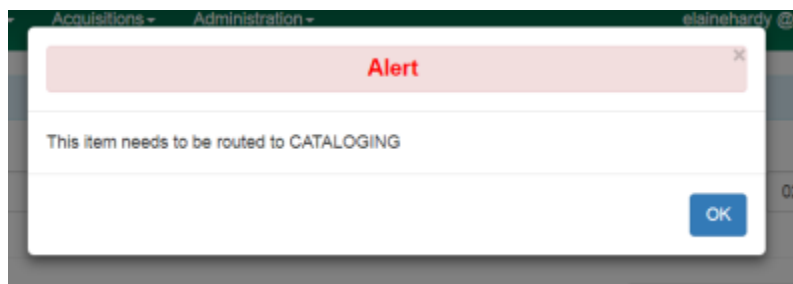 Acquisitions Administration elainehardy @
Alert ×
This item needs to be routed to CATALOGING
OK